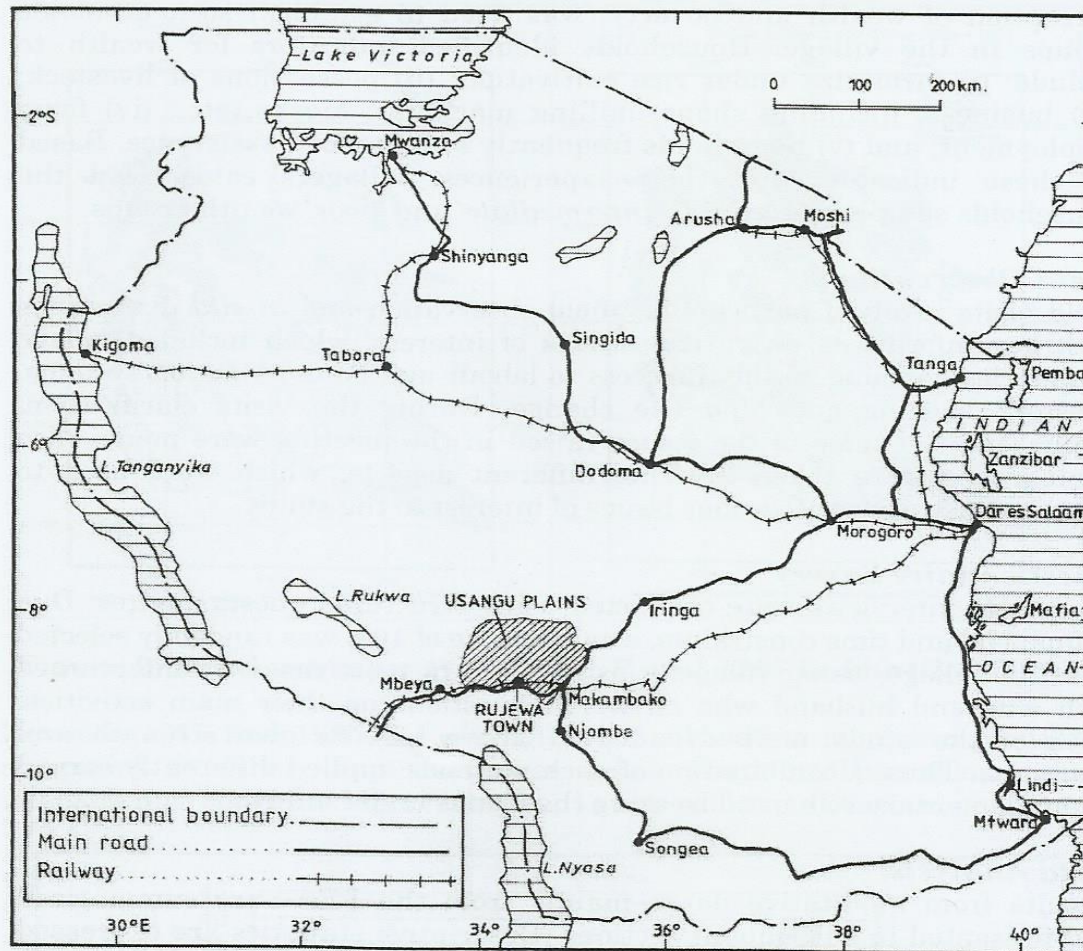 Lake Victoria
0 100 200 km.
2°S
Mwanza
Arusha
Moshi
Shinyanga
Kigoma
Singida
Tabora
Tanga
Pemba
INDIAN
6°
L.Tanganyika
Zanzibar
Dodoma
Dar es Salaam
Morogoro
L.Rukwa
USANGU PLAINS
8°
Iringa
Mafia
OCEAN
Mbeya
Makambako
RUJEWA
TOWN
Njombe
10°
Lindi
International boundary
Main road
Mtwara
Railway
Songea
L.Nyasa
30°E 32 34 36 38 40